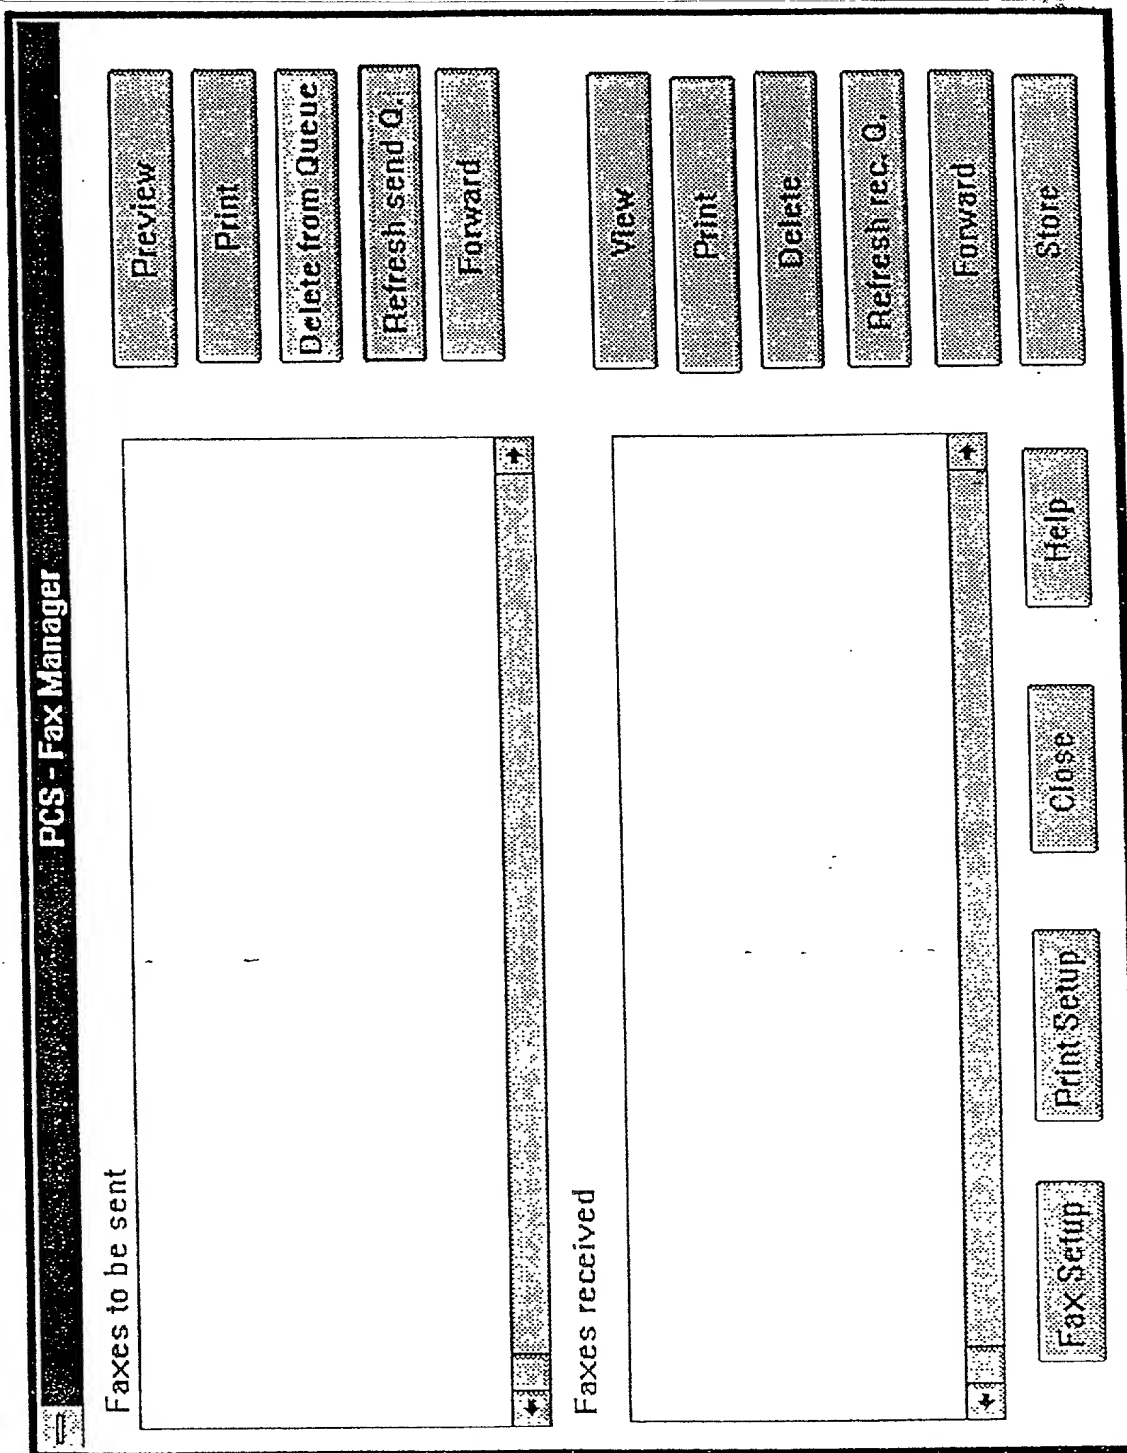 PCS - Fax Manager
Faxes to be sent
Preview
Print
Delete from Queue
Refresh send Q.
Forward
Faxes received
View
Print
Delete
Refresh rec. Q.
Forward
Store
Fax Setup
Print Setup
Close
Help